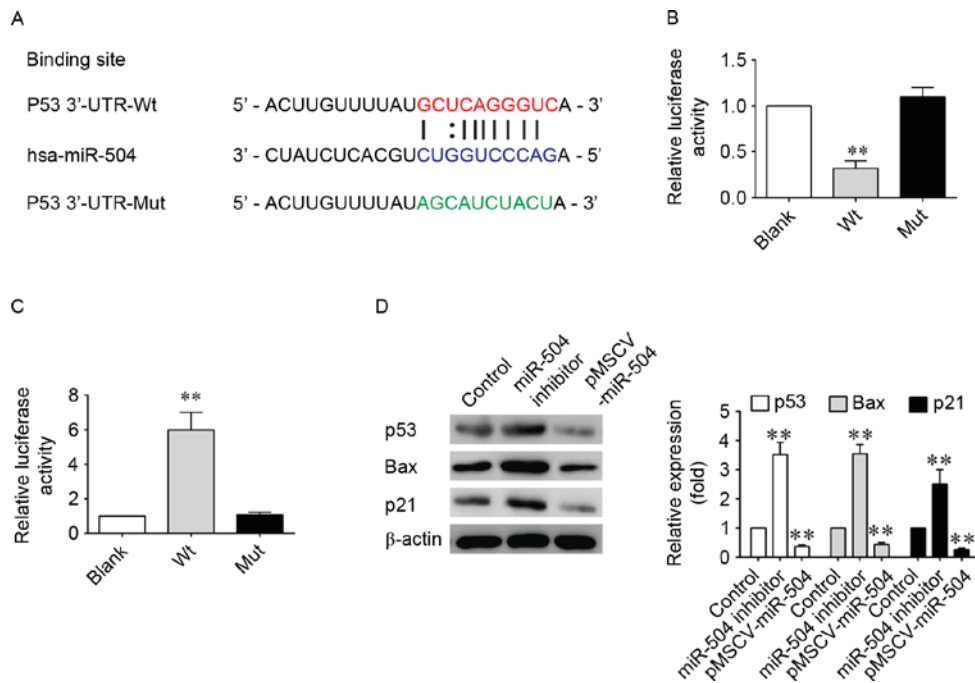 A
Binding site
P53 3'-UTR-Wt 5' - ACUUGUUUUAUGCUCAGGGUCA - 3'
hsa-miR-504 3' - CUAUCUCACGUCUGGUCCCAGA - 5'
P53 3'-UTR-Mut 5' - ACUUGUUUUAUAGCAUCUACUA - 3'
B
Relative luciferase
activity
1.5
1.0
0.5
0.0
**
Blank
Wt
Mut
C
Relative luciferase
activity
8
6
4
2
0
**
Blank
Wt
Mut
D
Control
miR-504
inhibitor
pMSCV
-miR-504
p53
Bax
p21
β-actin
p53 Bax p21
Relative expression
(fold)
5
4
3
2
1
0
**
**
**
**
**
**
Control
miR-504 inhibitor
pMSCV-miR-504
Control
miR-504 inhibitor
pMSCV-miR-504
Control
miR-504 inhibitor
pMSCV-miR-504